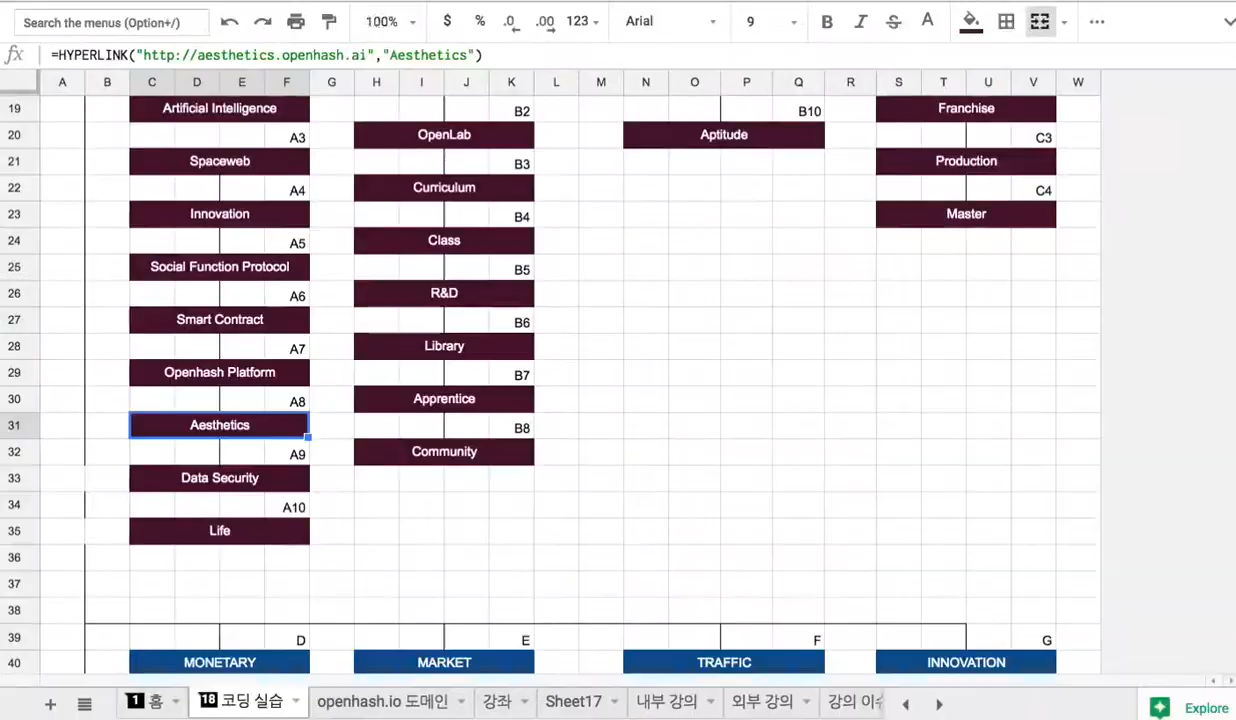 Search the menus (Option+/) 100% $ % .0 .00 123 Arial 9 B I S A ...
fx =HYPERLINK("http://aesthetics.openhash.ai","Aesthetics")
A B C D E F G H I J K L M N O P Q R S T U V W
19 Artificial Intelligence B2 B10 Franchise
20 A3 OpenLab Aptitude C3
21 Spaceweb B3 Production
22 A4 Curriculum C4
23 Innovation B4 Master
24 A5 Class
25 Social Function Protocol B5
26 A6 R&D
27 Smart Contract B6
28 A7 Library
29 Openhash Platform B7
30 A8 Apprentice
31 Aesthetics B8
32 A9 Community
33 Data Security
34 A10
35 Life
36
37
38
39 D E F G
40 MONETARY MARKET TRAFFIC INNOVATION
+ 1 홈 18 코딩 실습 openhash.io 도메인 강좌 Sheet17 내부 강의 외부 강의 강의 이슈 Explore